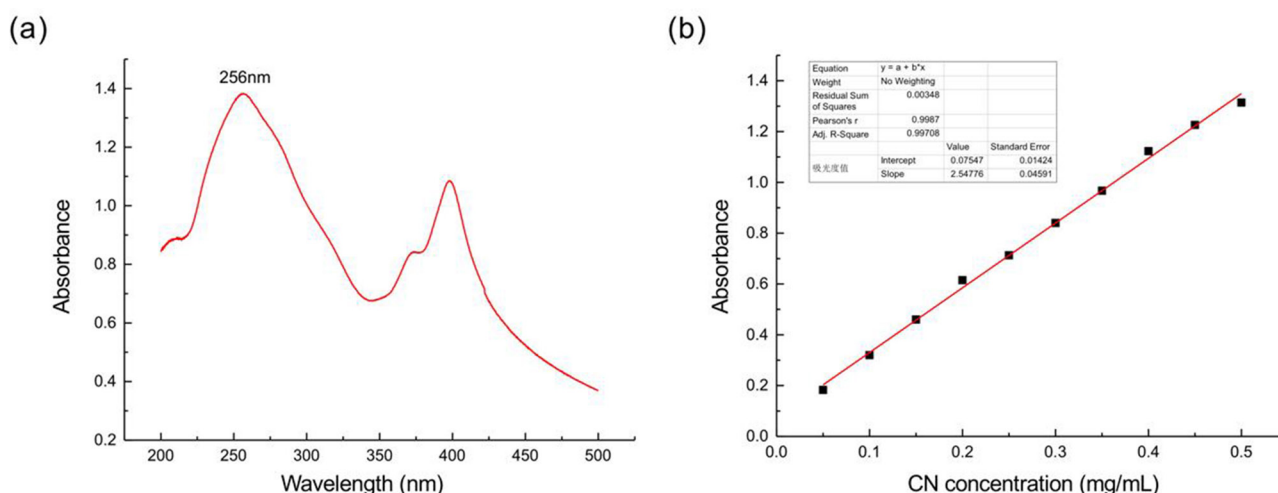 (a)
256nm
1.4
1.2
1.0
0.8
0.6
0.4
0.2
Absorbance
200 250 300 350 400 450 500
Wavelength (nm)
(b)
1.4
1.2
1.0
0.8
0.6
0.4
0.2
0.0
Absorbance
Equation y = a + b*x
Weight No Weighting
Residual Sum of Squares 0.00348
Pearson's r 0.9987
Adj. R-Square 0.99708
Value Standard Error
吸光度值 Intercept 0.07547 0.01424
Slope 2.54776 0.04591
0.0 0.1 0.2 0.3 0.4 0.5
CN concentration (mg/mL)